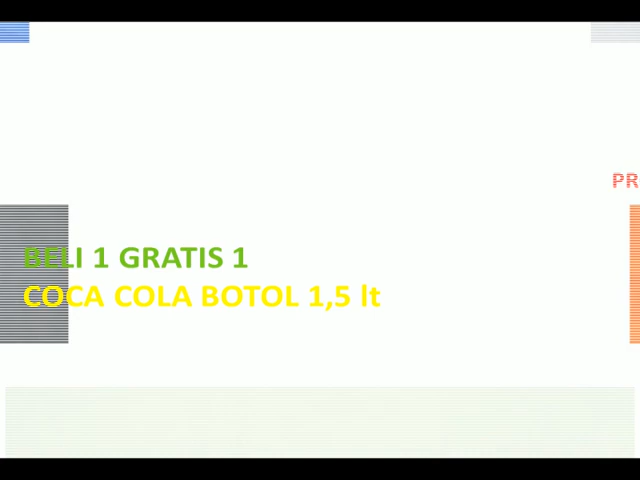 PR
BELI 1 GRATIS 1
COCA COLA BOTOL 1,5 lt